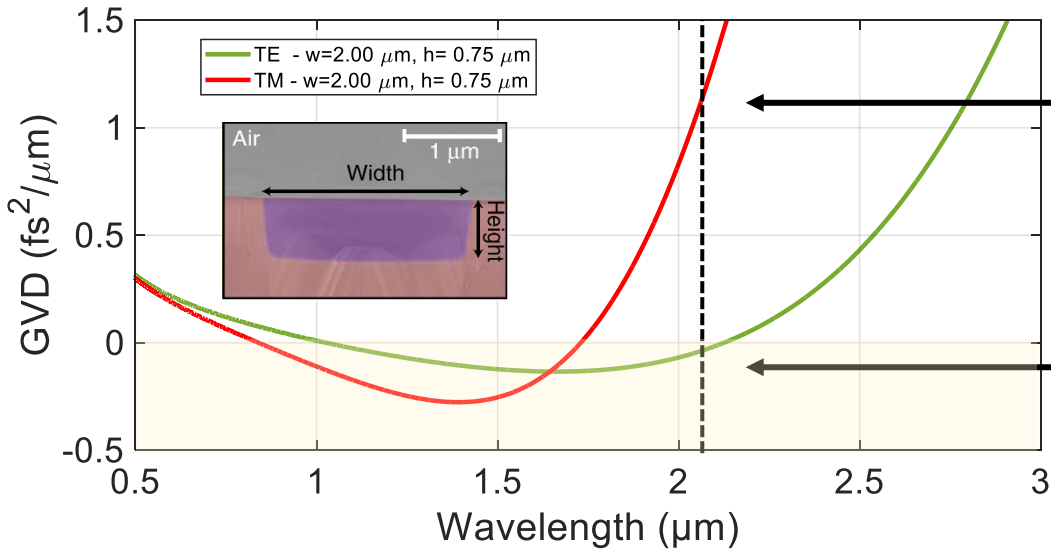 1.5
1
0.5
0
-0.5
GVD (fs²/μm)
TE - w=2.00 μm, h= 0.75 μm
TM - w=2.00 μm, h= 0.75 μm
Air
1 μm
Width
Height
0.5 1 1.5 2 2.5 3
Wavelength (μm)